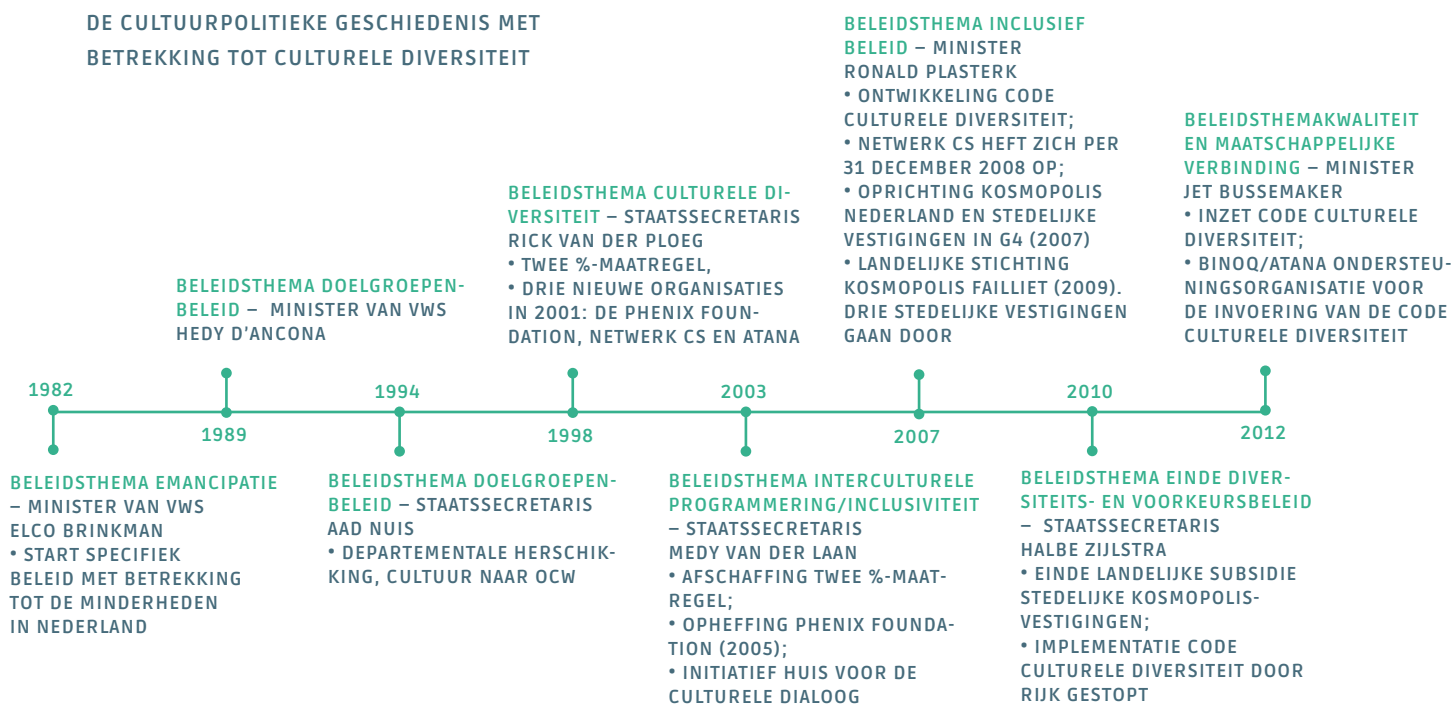 DE CULTUURPOLITIEKE GESCHIEDENIS MET
BETREKKING TOT CULTURELE DIVERSITEIT
1982
BELEIDSTHEMA EMANCIPATIE
– MINISTER VAN VWS
ELCO BRINKMAN
• START SPECIFIEK
BELEID MET BETREKKING
TOT DE MINDERHEDEN
IN NEDERLAND
BELEIDSTHEMA DOELGROEPEN-
BELEID – MINISTER VAN VWS
HEDY D'ANCONA
1989
1994
BELEIDSTHEMA DOELGROEPEN-
BELEID – STAATSSECRETARIS
AAD NUIS
• DEPARTEMENTALE HERSCHIK-
KING, CULTUUR NAAR OCW
BELEIDSTHEMA CULTURELE DI-
VERSITEIT – STAATSSECRETARIS
RICK VAN DER PLOEG
• TWEE %-MAATREGEL,
• DRIE NIEUWE ORGANISATIES
IN 2001: DE PHENIX FOUN-
DATION, NETWERK CS EN ATANA
1998
2003
BELEIDSTHEMA INTERCULTURELE
PROGRAMMERING/INCLUSIVITEIT
– STAATSSECRETARIS
MEDY VAN DER LAAN
• AFSCHAFFING TWEE %-MAAT-
REGEL;
• OPHEFFING PHENIX FOUNDA-
TION (2005);
• INITIATIEF HUIS VOOR DE
CULTURELE DIALOOG
BELEIDSTHEMA INCLUSIEF
BELEID – MINISTER
RONALD PLASTERK
• ONTWIKKELING CODE
CULTURELE DIVERSITEIT;
• NETWERK CS HEFT ZICH PER
31 DECEMBER 2008 OP;
• OPRICHTING KOSMOPOLIS
NEDERLAND EN STEDELIJKE
VESTIGINGEN IN G4 (2007)
• LANDELIJKE STICHTING
KOSMOPOLIS FAILLIET (2009).
DRIE STEDELIJKE VESTIGINGEN
GAAN DOOR
2007
2010
BELEIDSTHEMA EINDE DIVER-
SITEITS- EN VOORKEURSBELEID
– STAATSSECRETARIS
HALBE ZIJLSTRA
• EINDE LANDELIJKE SUBSIDIE
STEDELIJKE KOSMOPOLIS-
VESTIGINGEN;
• IMPLEMENTATIE CODE
CULTURELE DIVERSITEIT DOOR
RIJK GESTOPT
BELEIDSTHEMAKWALITEIT
EN MAATSCHAPPELIJKE
VERBINDING – MINISTER
JET BUSSEMAKER
• INZET CODE CULTURELE
DIVERSITEIT;
• BINOQ/ATANA ONDERSTEU-
NINGSORGANISATIE VOOR
DE INVOERING VAN DE CODE
CULTURELE DIVERSITEIT
2012